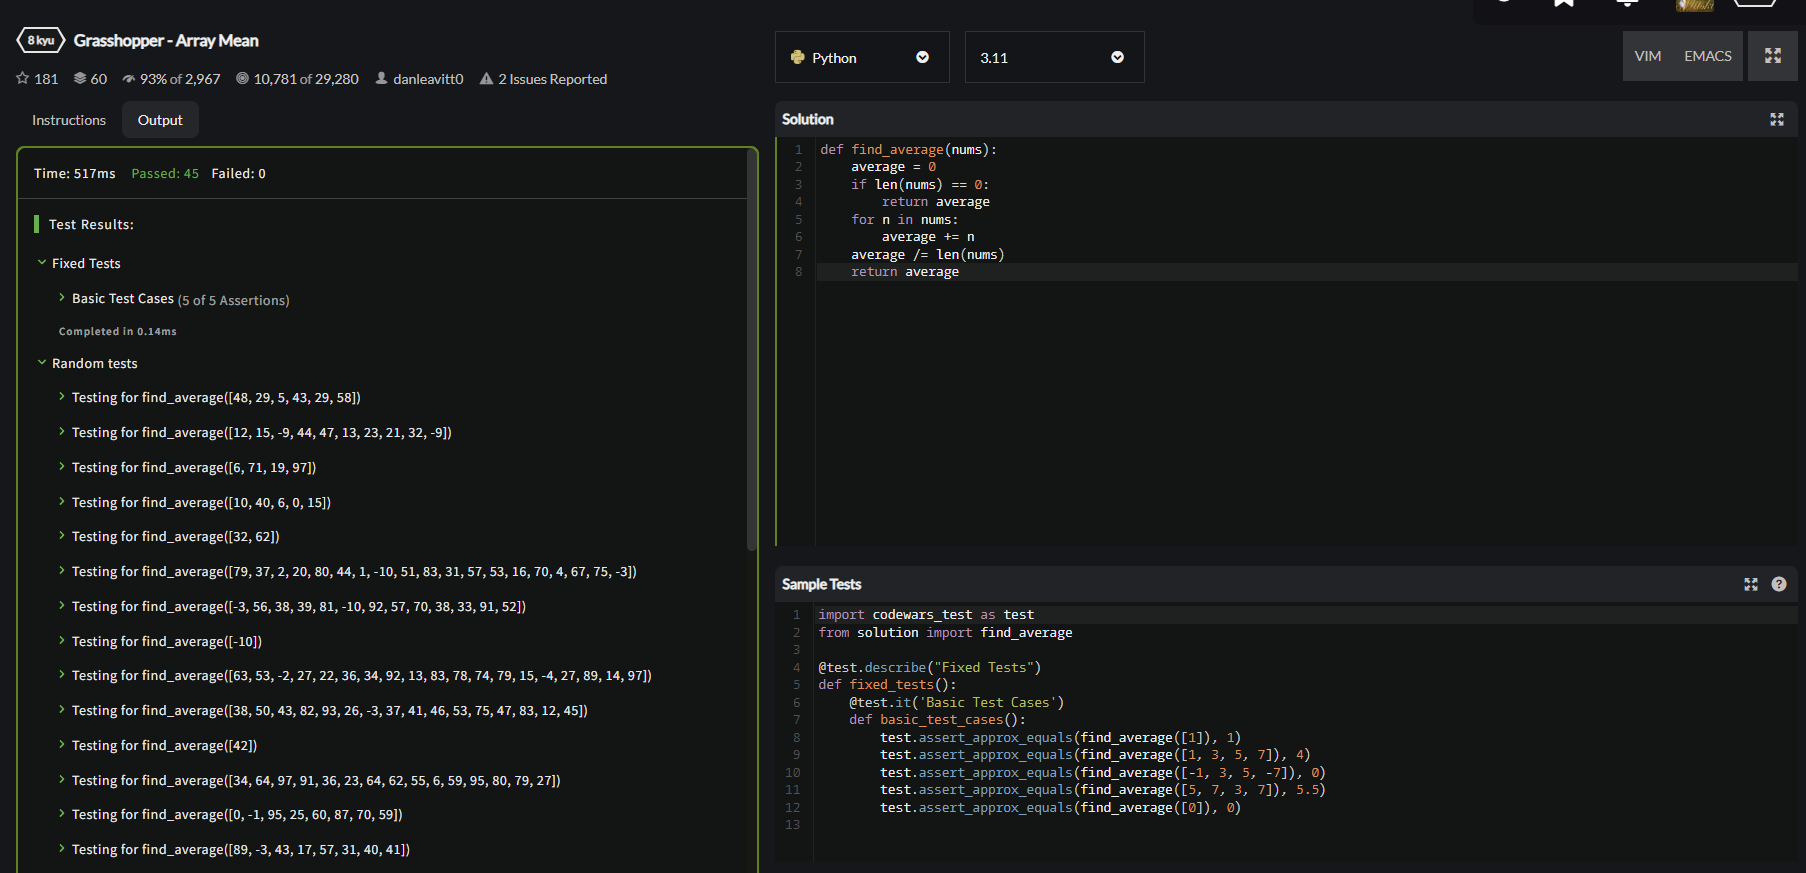 8 kyu Grasshopper - Array Mean
181 60 93% of 2,967 10,781 of 29,280 danleavitt0 2 Issues Reported
Instructions Output
Time: 517ms Passed: 45 Failed: 0
Test Results:
Fixed Tests
Basic Test Cases (5 of 5 Assertions)
Completed in 0.14ms
Random tests
Testing for find_average([48, 29, 5, 43, 29, 58])
Testing for find_average([12, 15, -9, 44, 47, 13, 23, 21, 32, -9])
Testing for find_average([6, 71, 19, 97])
Testing for find_average([10, 40, 6, 0, 15])
Testing for find_average([32, 62])
Testing for find_average([79, 37, 2, 20, 80, 44, 1, -10, 51, 83, 31, 57, 53, 16, 70, 4, 67, 75, -3])
Testing for find_average([-3, 56, 38, 39, 81, -10, 92, 57, 70, 38, 33, 91, 52])
Testing for find_average([-10])
Testing for find_average([63, 53, -2, 27, 22, 36, 34, 92, 13, 83, 78, 74, 79, 15, -4, 27, 89, 14, 97])
Testing for find_average([38, 50, 43, 82, 93, 26, -3, 37, 41, 46, 53, 75, 47, 83, 12, 45])
Testing for find_average([42])
Testing for find_average([34, 64, 97, 91, 36, 23, 64, 62, 55, 6, 59, 95, 80, 79, 27])
Testing for find_average([0, -1, 95, 25, 60, 87, 70, 59])
Testing for find_average([89, -3, 43, 17, 57, 31, 40, 41])
Python 3.11 VIM EMACS
Solution
1 def find_average(nums):
2     average = 0
3     if len(nums) == 0:
4         return average
5     for n in nums:
6         average += n
7     average /= len(nums)
8     return average
Sample Tests ?
1 import codewars_test as test
2 from solution import find_average
3
4 @test.describe("Fixed Tests")
5 def fixed_tests():
6     @test.it('Basic Test Cases')
7     def basic_test_cases():
8         test.assert_approx_equals(find_average([1]), 1)
9         test.assert_approx_equals(find_average([1, 3, 5, 7]), 4)
10         test.assert_approx_equals(find_average([-1, 3, 5, -7]), 0)
11         test.assert_approx_equals(find_average([5, 7, 3, 7]), 5.5)
12         test.assert_approx_equals(find_average([0]), 0)
13